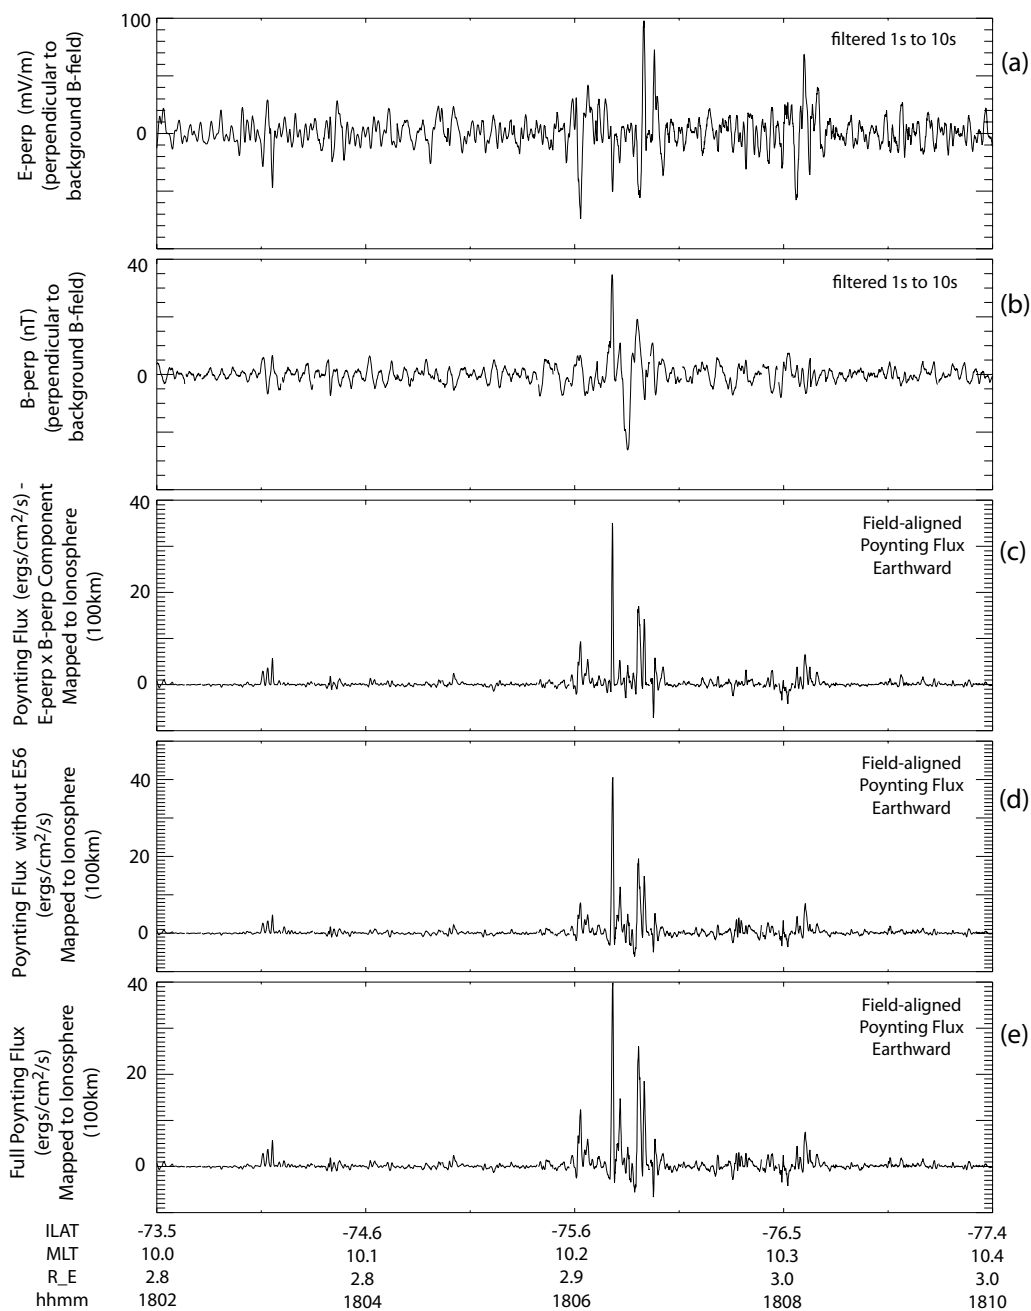 E-perp (mV/m)
(perpendicular to
background B-field)
100
0
filtered 1s to 10s
(a)
B-perp (nT)
(perpendicular to
background B-field)
40
0
filtered 1s to 10s
(b)
Poynting Flux (ergs/cm2/s) -
E-perp x B-perp Component
Mapped to Ionosphere
(100km)
40
20
0
Field-aligned
Poynting Flux
Earthward
(c)
Poynting Flux without E56
(ergs/cm2/s)
Mapped to Ionosphere
(100km)
40
20
0
Field-aligned
Poynting Flux
Earthward
(d)
Full Poynting Flux
(ergs/cm2/s)
Mapped to Ionosphere
(100km)
40
20
0
Field-aligned
Poynting Flux
Earthward
(e)
ILAT -73.5 -74.6 -75.6 -76.5 -77.4
MLT 10.0 10.1 10.2 10.3 10.4
R_E 2.8 2.8 2.9 3.0 3.0
hhmm 1802 1804 1806 1808 1810